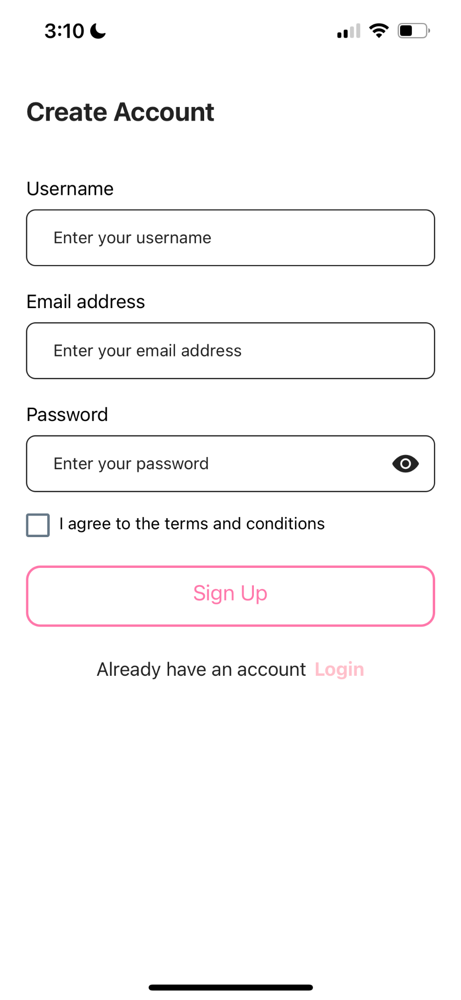 3:10
Create Account
Username
Enter your username
Email address
Enter your email address
Password
Enter your password
I agree to the terms and conditions
Sign Up
Already have an account Login